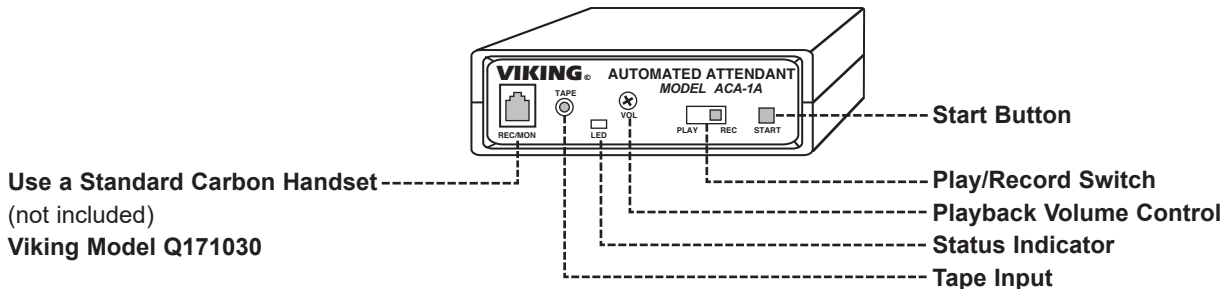 VIKING® AUTOMATED ATTENDANT
MODEL ACA-1A
TAPE
VOL
REC/MON
LED
PLAY REC START
Start Button
Use a Standard Carbon Handset
(not included)
Viking Model Q171030
Play/Record Switch
Playback Volume Control
Status Indicator
Tape Input